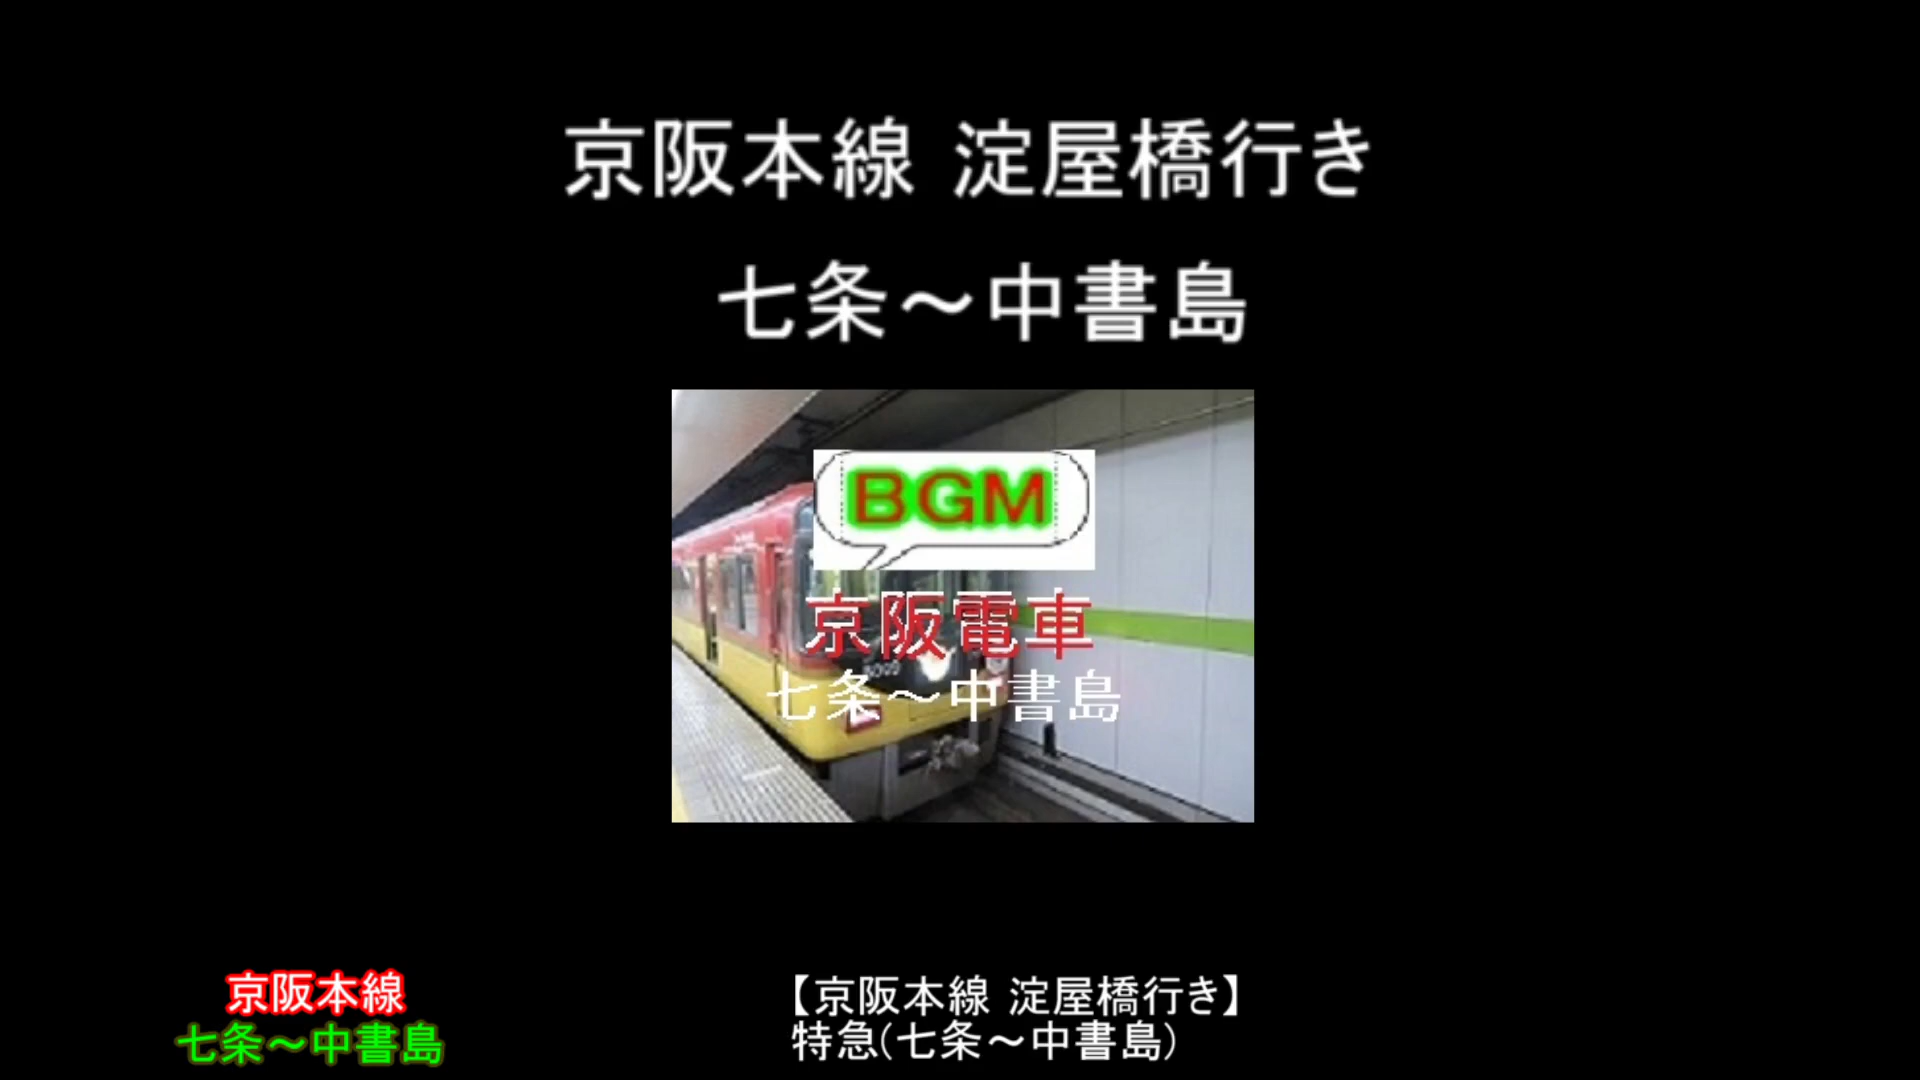 京阪本線 淀屋橋行き
七条～中書島
BGM
京阪電車
七条～中書島
京阪本線
七条～中書島
【京阪本線 淀屋橋行き】
特急(七条～中書島)